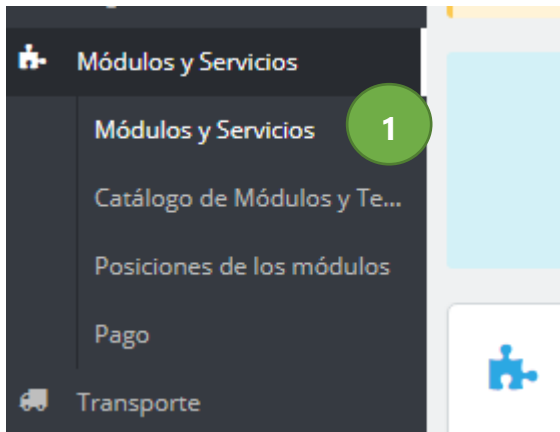 Módulos y Servicios
Módulos y Servicios
1
Catálogo de Módulos y Te...
Posiciones de los módulos
Pago
Transporte